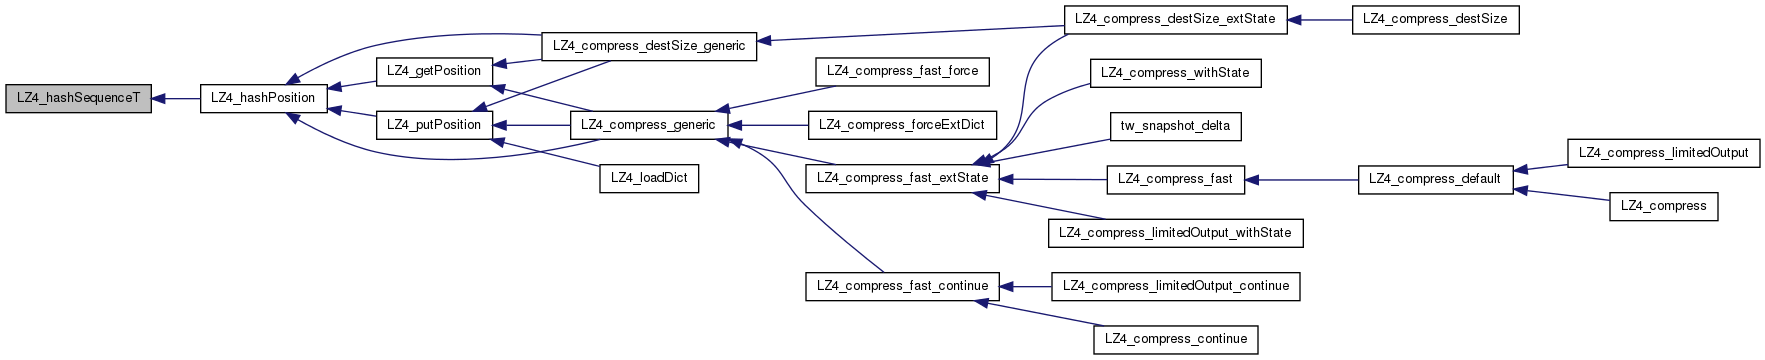 LZ4_hashSequenceT
LZ4_hashPosition
LZ4_getPosition
LZ4_putPosition
LZ4_compress_destSize_generic
LZ4_compress_generic
LZ4_loadDict
LZ4_compress_fast_force
LZ4_compress_forceExtDict
LZ4_compress_fast_extState
LZ4_compress_fast_continue
LZ4_compress_destSize_extState
LZ4_compress_withState
tw_snapshot_delta
LZ4_compress_fast
LZ4_compress_limitedOutput_withState
LZ4_compress_limitedOutput_continue
LZ4_compress_continue
LZ4_compress_destSize
LZ4_compress_default
LZ4_compress_limitedOutput
LZ4_compress